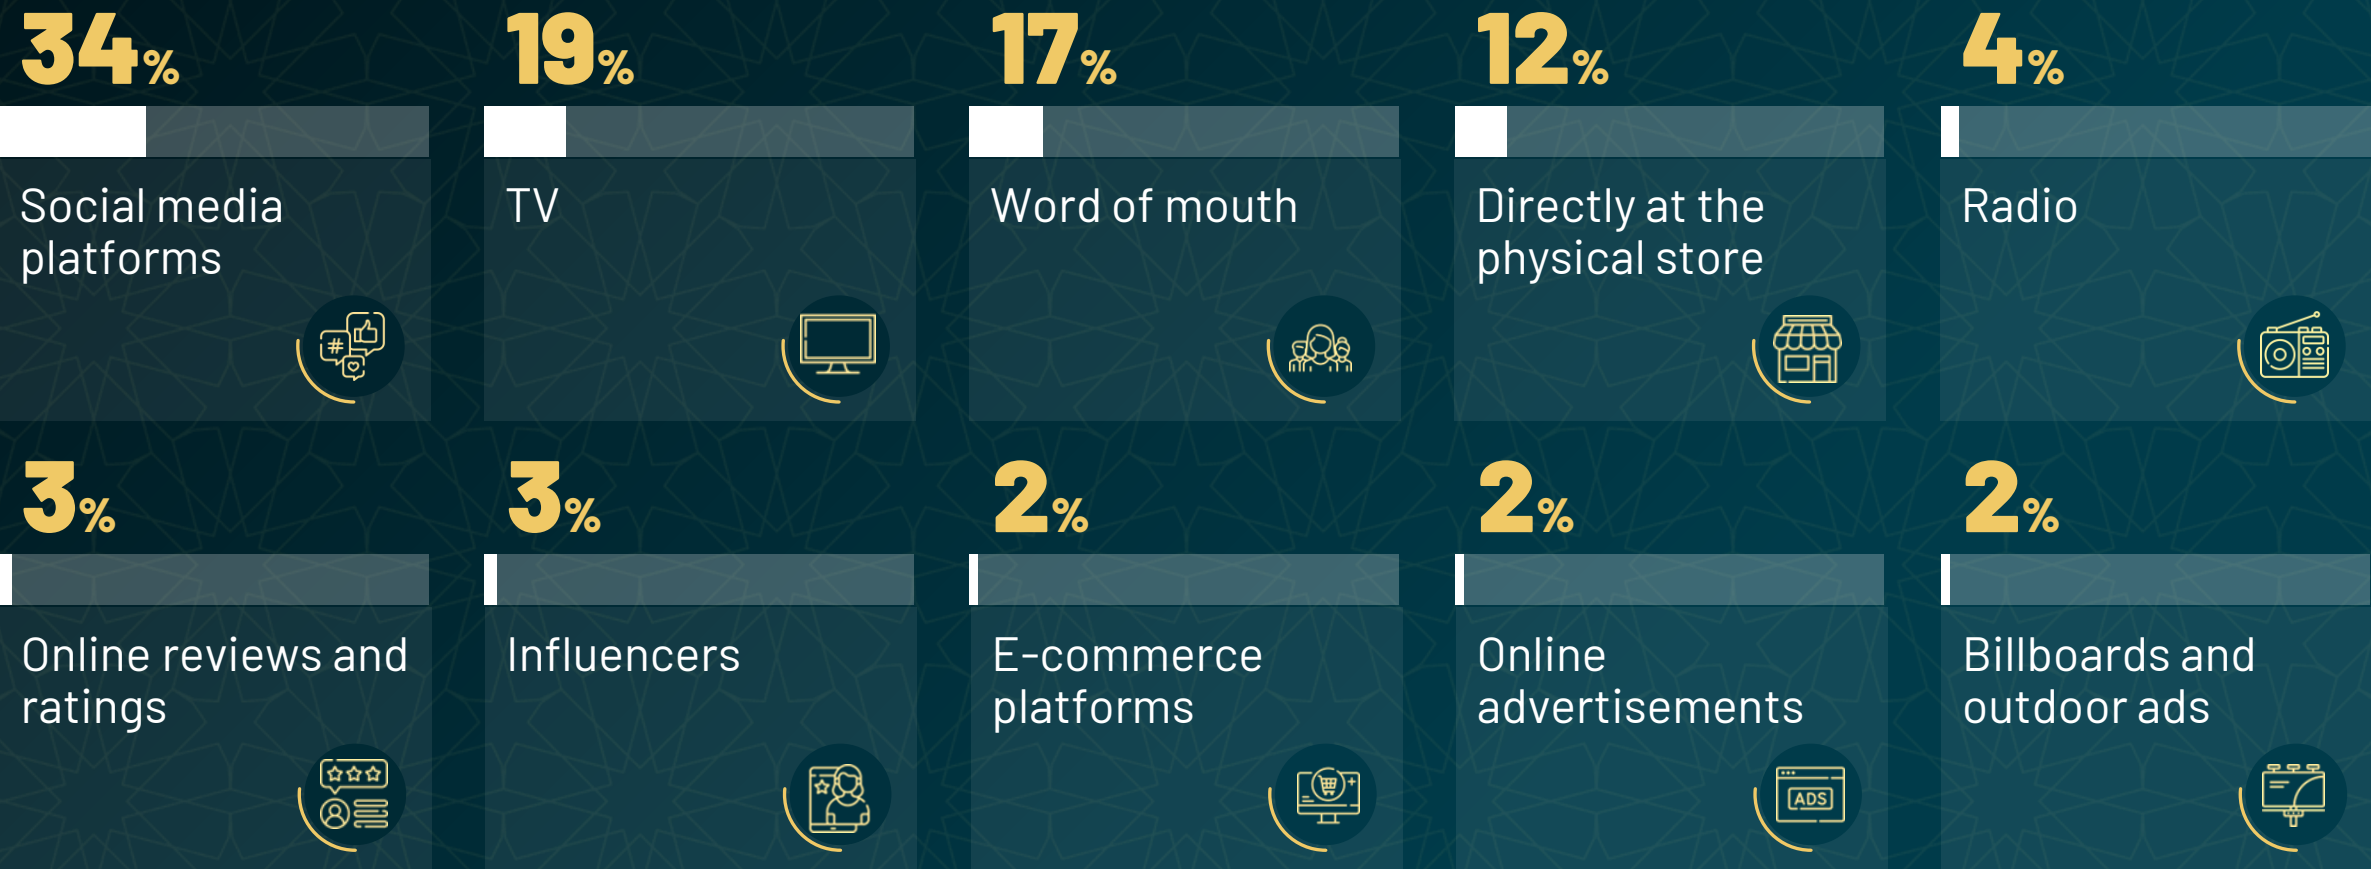 34%
19%
17%
12%
4%
Social media
platforms
TV
Word of mouth
Directly at the
physical store
Radio
#
3%
3%
2%
2%
2%
Online reviews and
ratings
Influencers
E-commerce
platforms
Online
advertisements
Billboards and
outdoor ads
ADS